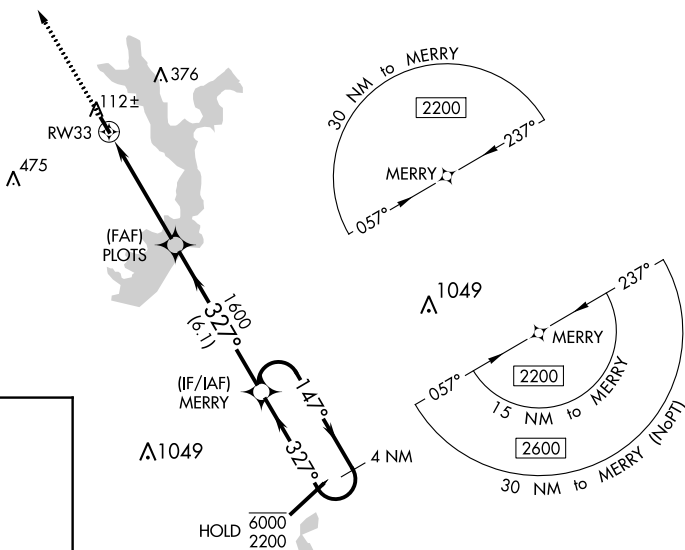 376
112±
RW33
475
(FAF)
PLOTS
1600
327°
(6.1)
(IF/IAF)
MERRY
147°
327°
4 NM
1049
HOLD
6000
2200
30 NM to MERRY
2200
237°
MERRY
057°
1049
237°
MERRY
057°
2200
15 NM to MERRY
2600
30 NM to MERRY (NoPT)